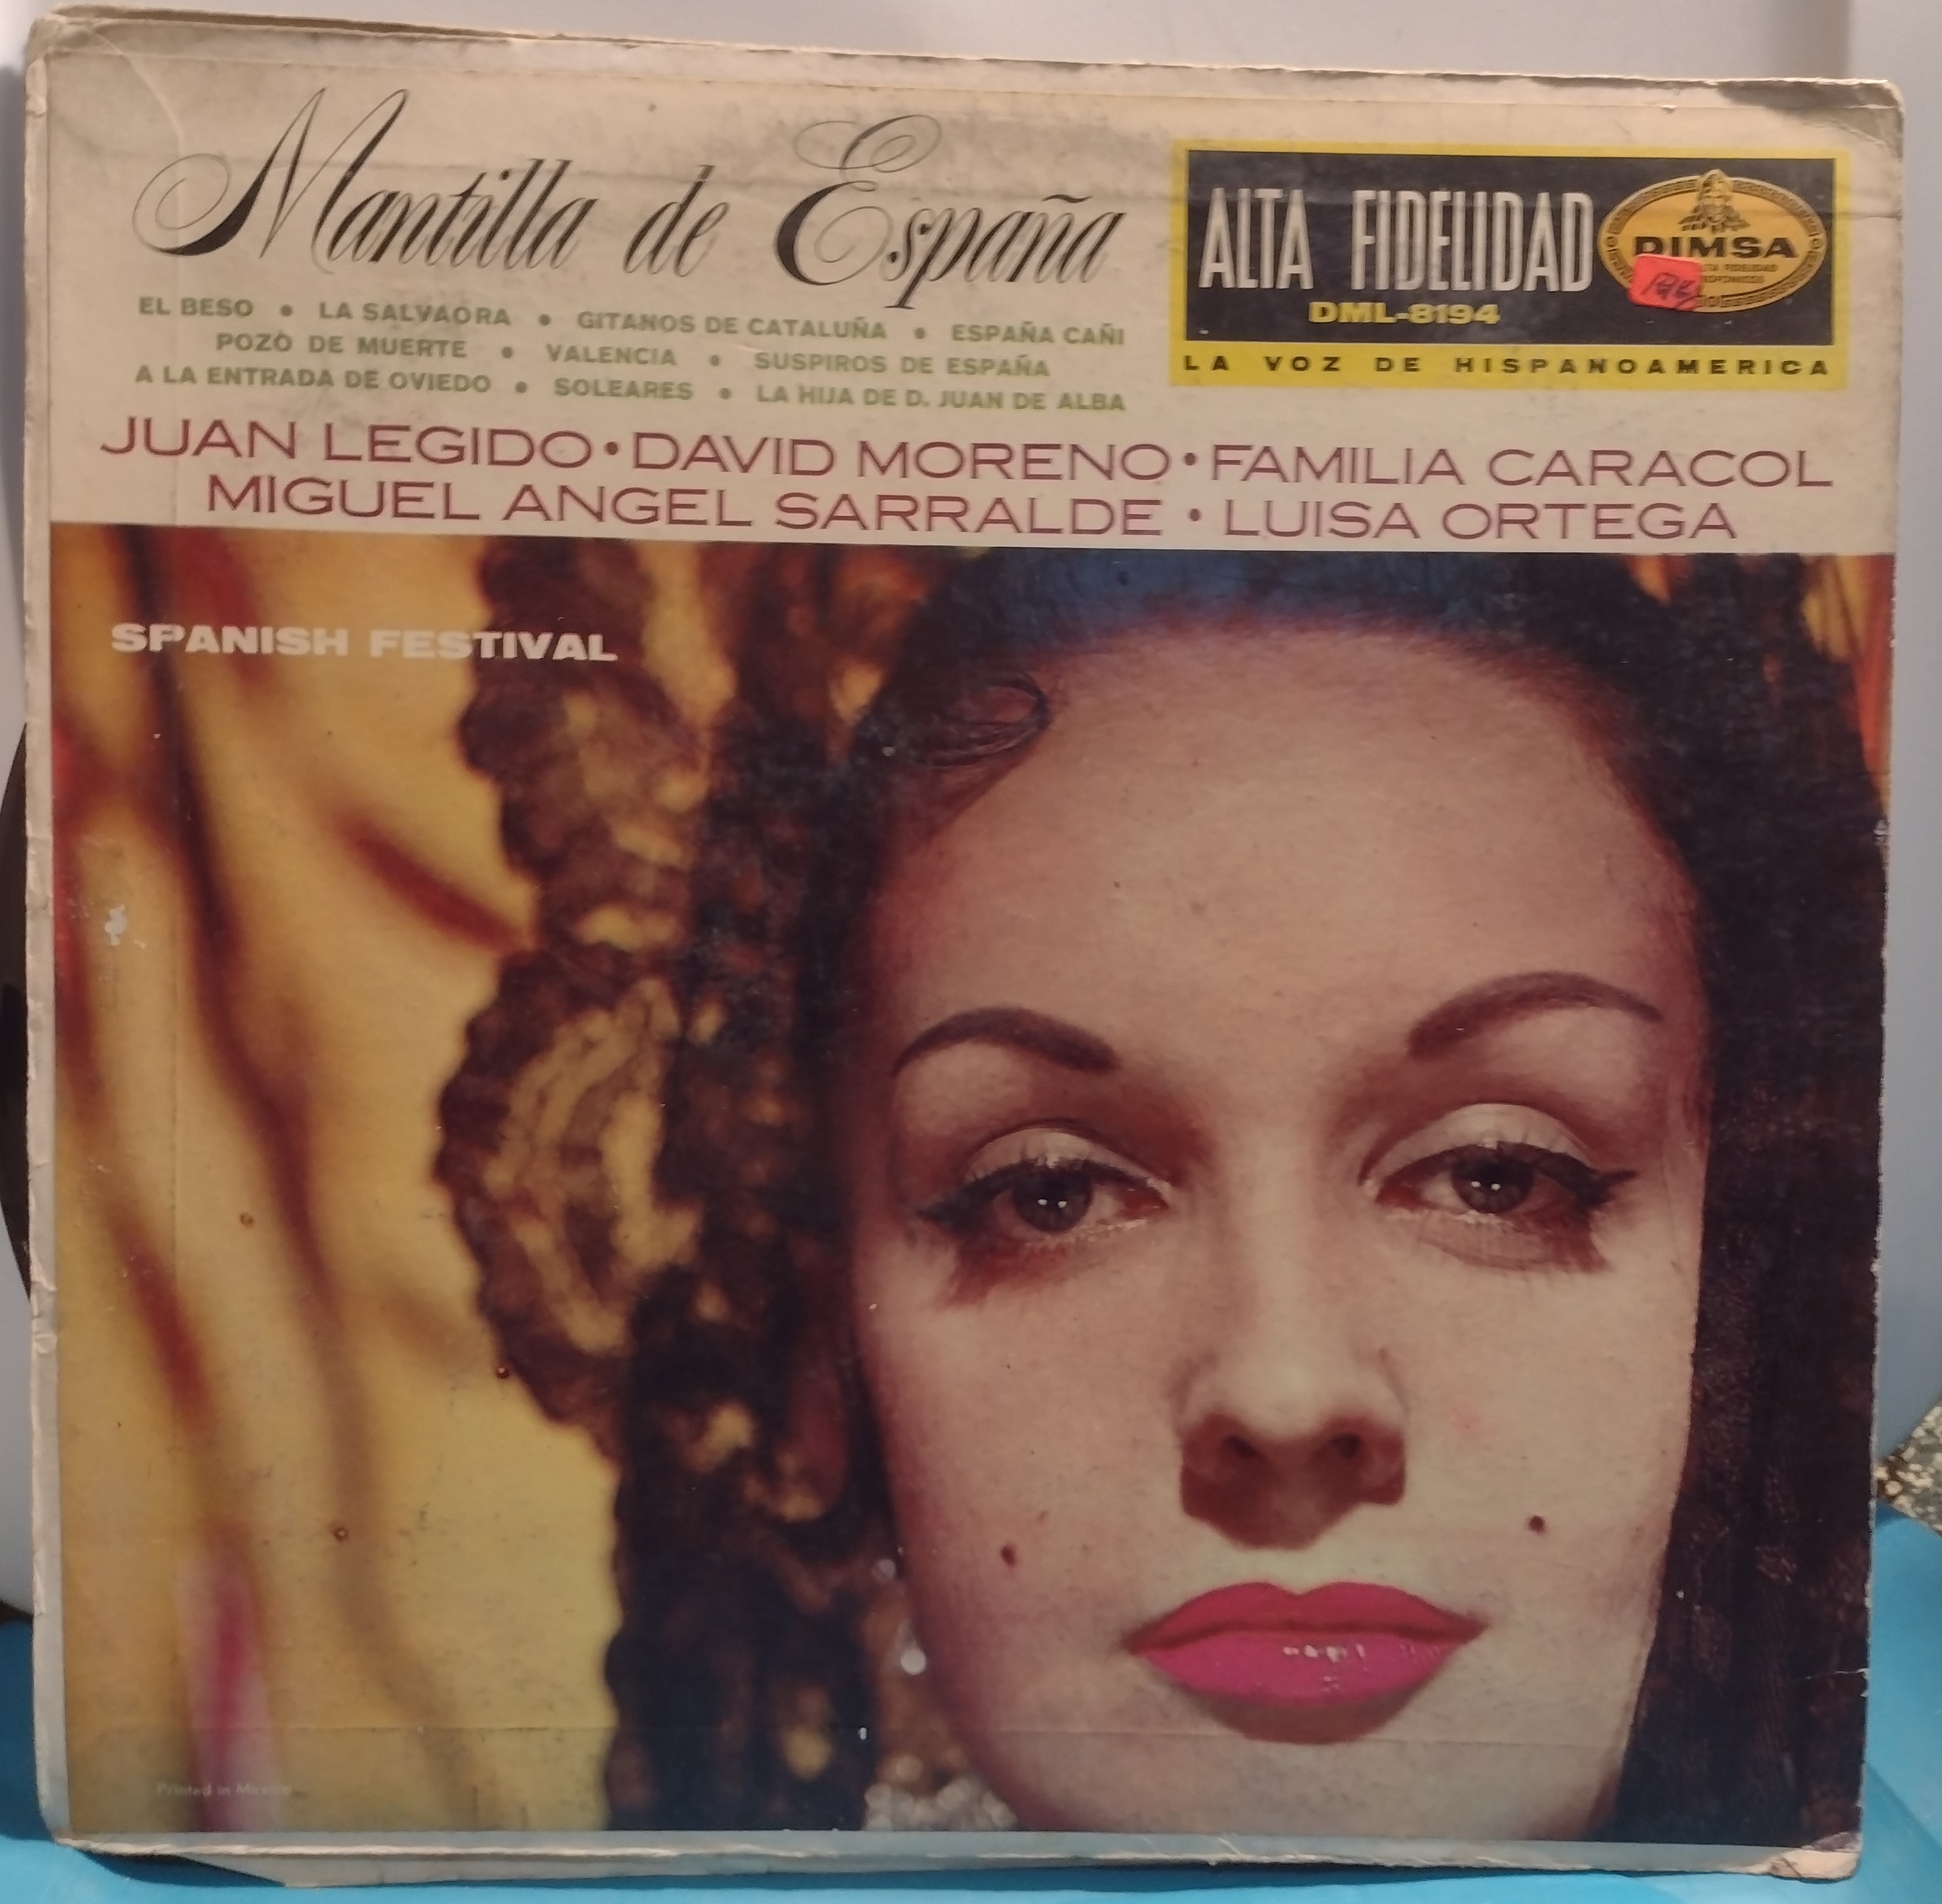 Mantilla de España
EL BESO • LA SALVAORA • GITANOS DE CATALUÑA • ESPAÑA CAÑI
POZO DE MUERTE • VALENCIA • SUSPIROS DE ESPAÑA
A LA ENTRADA DE OVIEDO • SOLEARES • LA HIJA DE D. JUAN DE ALBA
ALTA FIDELIDAD
DIMSA
DML-8194
LA VOZ DE HISPANOAMERICA
JUAN LEGIDO • DAVID MORENO • FAMILIA CARACOL
MIGUEL ANGEL SARRALDE • LUISA ORTEGA
SPANISH FESTIVAL
Printed in Mexico